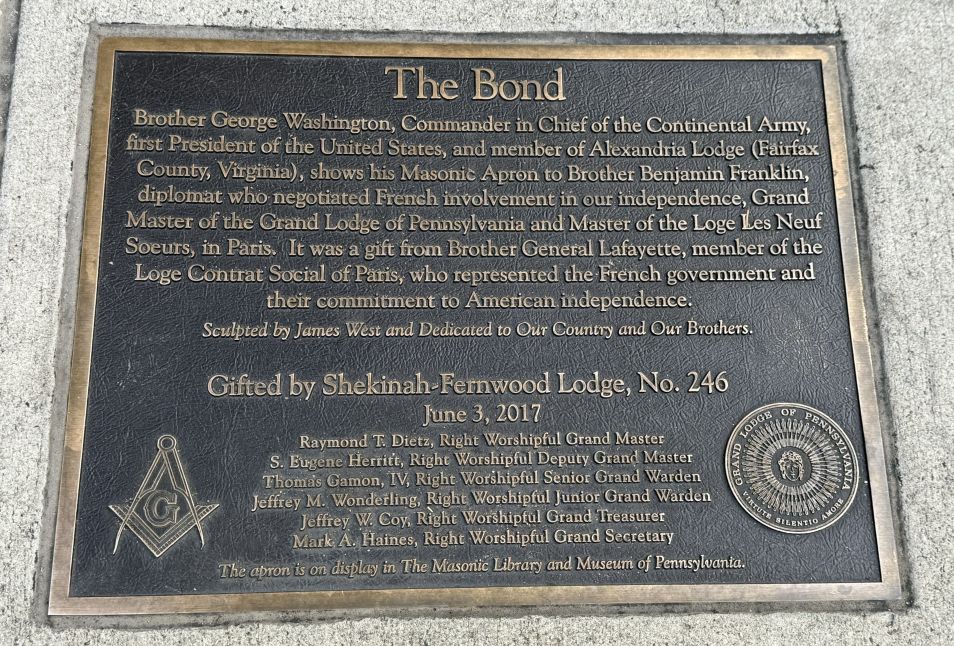 The Bond
Brother George Washington, Commander in Chief of the Continental Army,
first President of the United States, and member of Alexandria Lodge (Fairfax
County, Virginia), shows his Masonic Apron to Brother Benjamin Franklin,
diplomat who negotiated French involvement in our independence, Grand
Master of the Grand Lodge of Pennsylvania and Master of the Loge Les Neuf
Soeurs, in Paris. It was a gift from Brother General Lafayette, member of the
Loge Contrat Social of Paris, who represented the French government and
their commitment to American independence.
Sculpted by James West and Dedicated to Our Country and Our Brothers.
Gifted by Shekinah-Fernwood Lodge, No. 246
June 3, 2017
Raymond T. Dietz, Right Worshipful Grand Master
S. Eugene Herritt, Right Worshipful Deputy Grand Master
Thomas Gamon, IV, Right Worshipful Senior Grand Warden
Jeffrey M. Wonderling, Right Worshipful Junior Grand Warden
Jeffrey W. Coy, Right Worshipful Grand Treasurer
Mark A. Haines, Right Worshipful Grand Secretary
The apron is on display in The Masonic Library and Museum of Pennsylvania.
G
GRAND LODGE OF PENNSYLVANIA
VIRTUTE SILENTIO AMORE